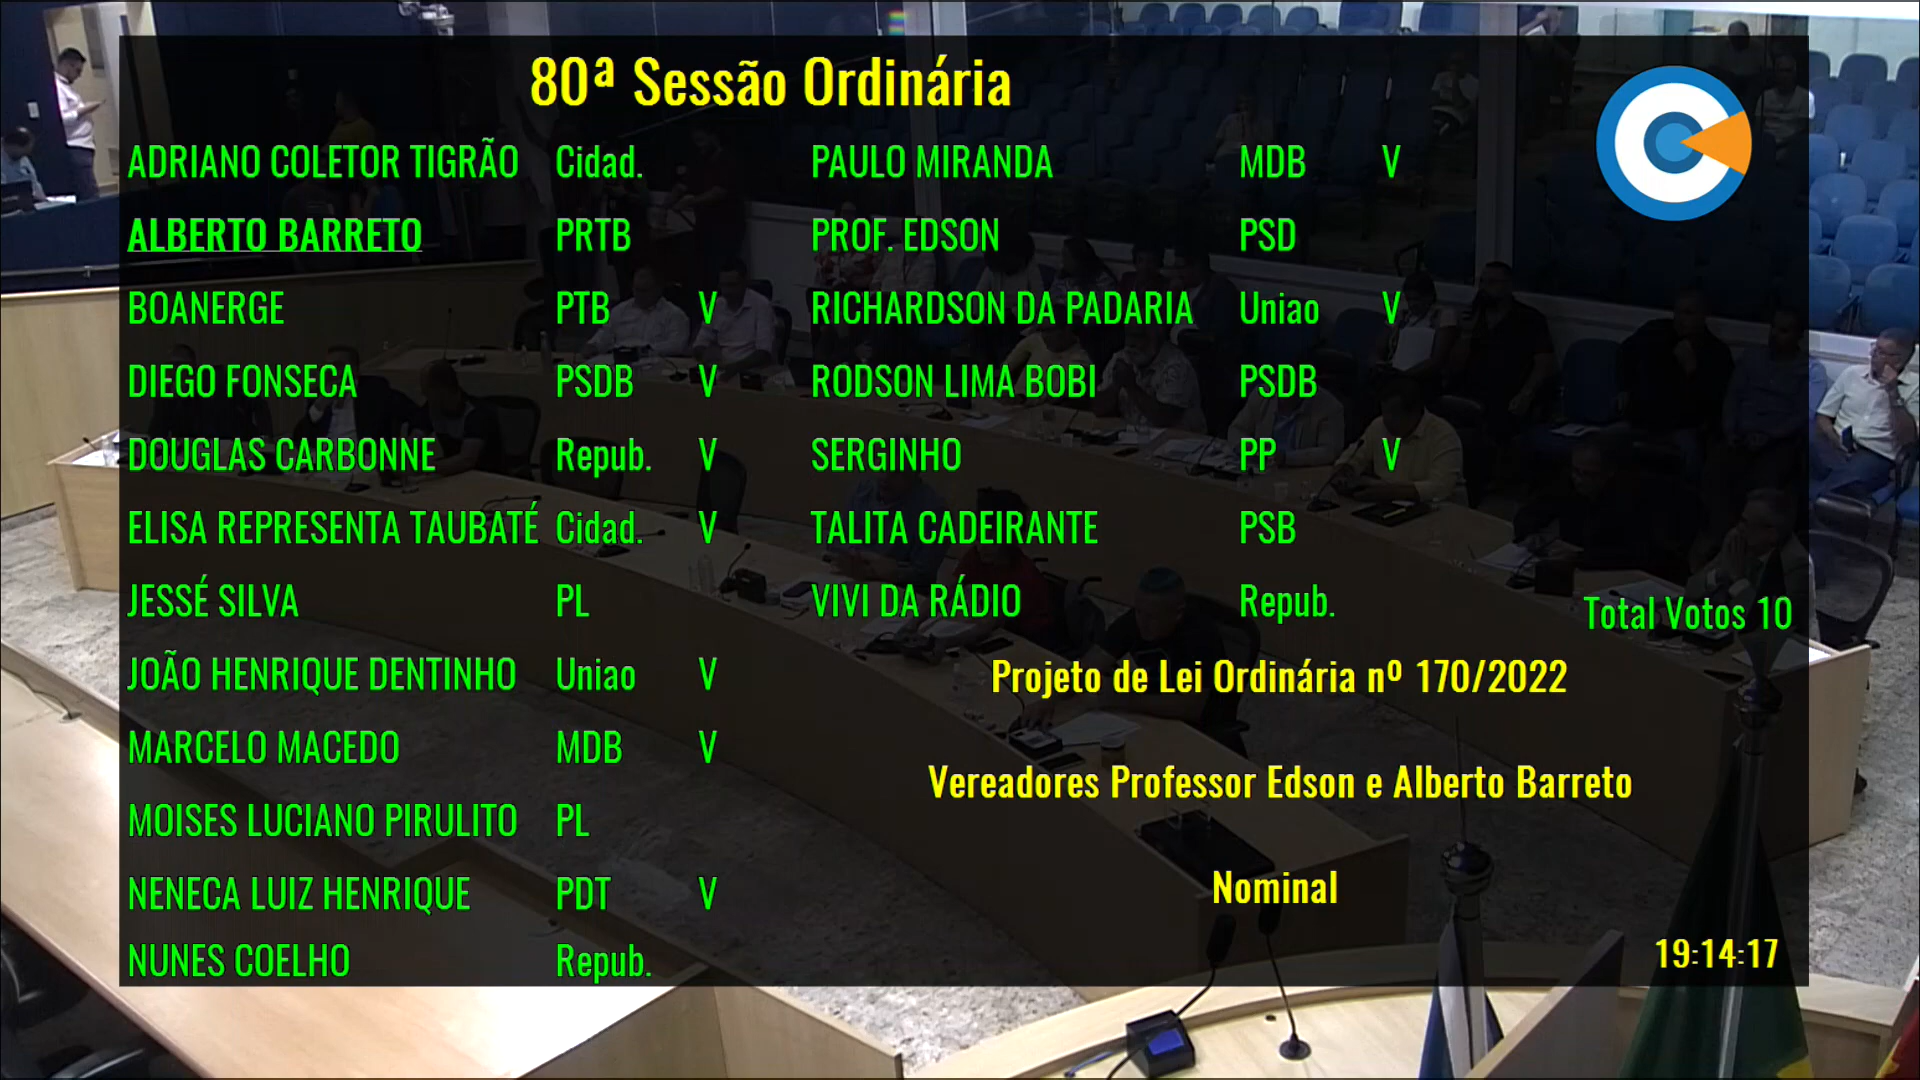 80ª Sessão Ordinária
ADRIANO COLETOR TIGRÃO Cidad. PAULO MIRANDA MDB V
ALBERTO BARRETO PRTB PROF. EDSON PSD
BOANERGE PTB V RICHARDSON DA PADARIA Uniao V
DIEGO FONSECA PSDB V RODSON LIMA BOBI PSDB
DOUGLAS CARBONNE Repub. V SERGINHO PP V
ELISA REPRESENTA TAUBATÉ Cidad. V TALITA CADEIRANTE PSB
JESSÉ SILVA PL VIVI DA RÁDIO Repub.
Total Votos 10
JOÃO HENRIQUE DENTINHO Uniao V
Projeto de Lei Ordinária nº 170/2022
MARCELO MACEDO MDB V
Vereadores Professor Edson e Alberto Barreto
MOISES LUCIANO PIRULITO PL
NENECA LUIZ HENRIQUE PDT V
Nominal
NUNES COELHO Repub.
19:14:17